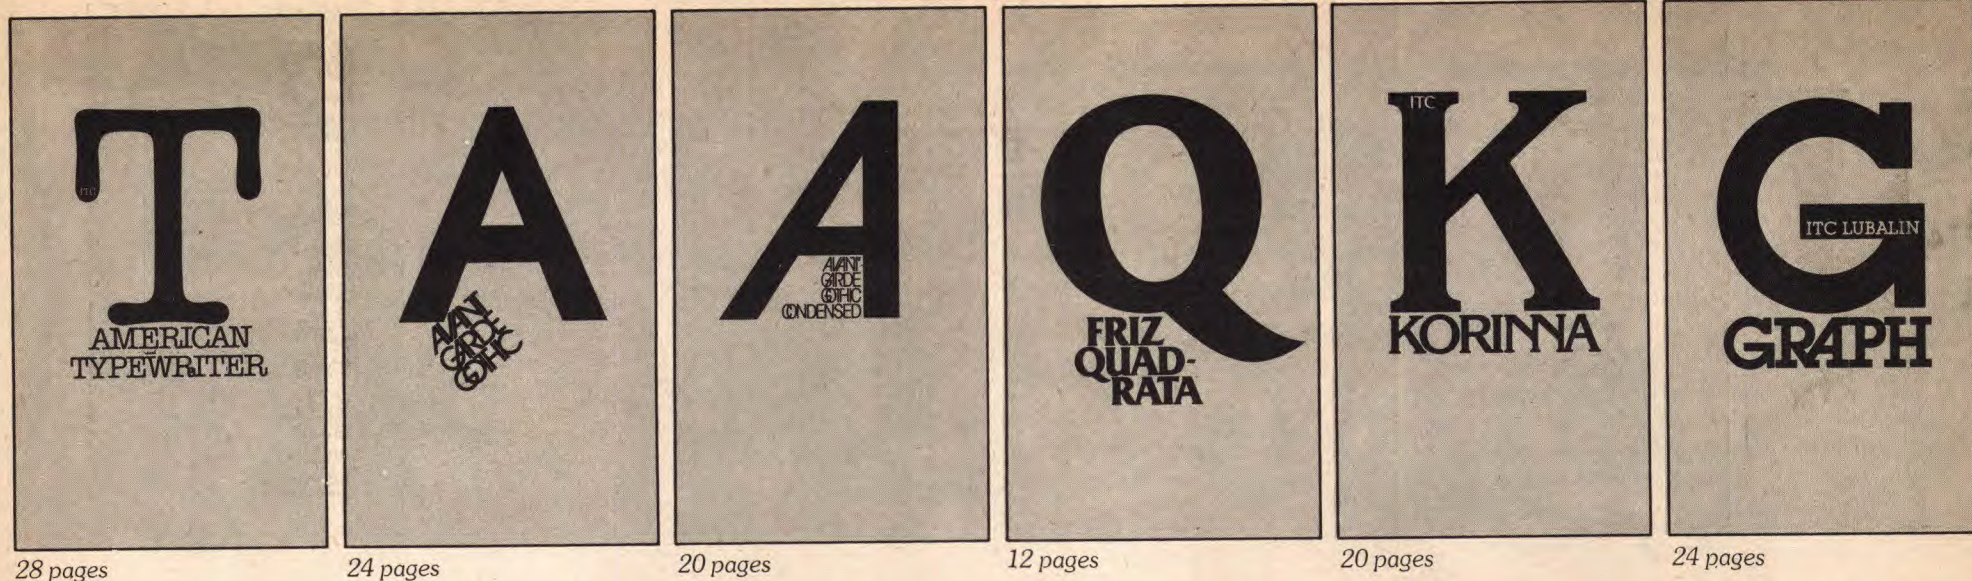 T
ITC
AMERICAN
TYPEWRITER
28 pages
A
AVANT
GARDE
GOTHIC
24 pages
A
AVANT
GARDE
GOTHIC
CONDENSED
20 pages
Q
FRIZ
QUAD-
RATA
12 pages
ITC
K
KORINNA
20 pages
G
ITC LUBALIN
GRAPH
24 pages